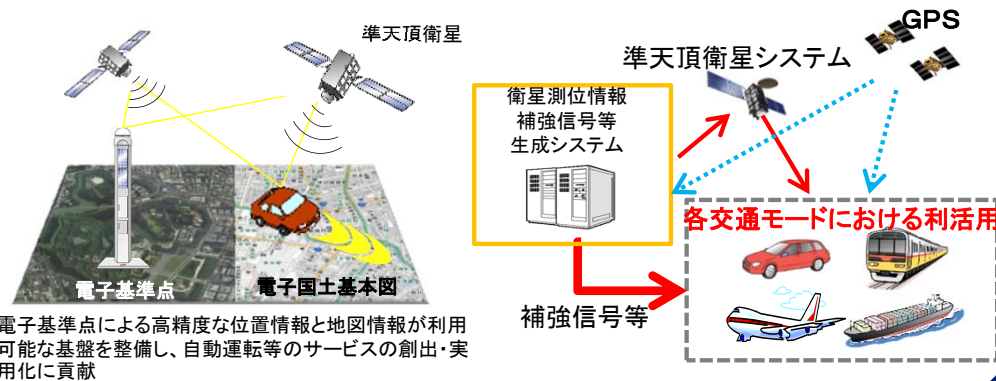 準天頂衛星
電子基準点
電子国土基本図
電子基準点による高精度な位置情報と地図情報が利用
可能な基盤を整備し、自動運転等のサービスの創出・実
用化に貢献
GPS
準天頂衛星システム
衛星測位情報
補強信号等
生成システム
各交通モードにおける利活用
補強信号等